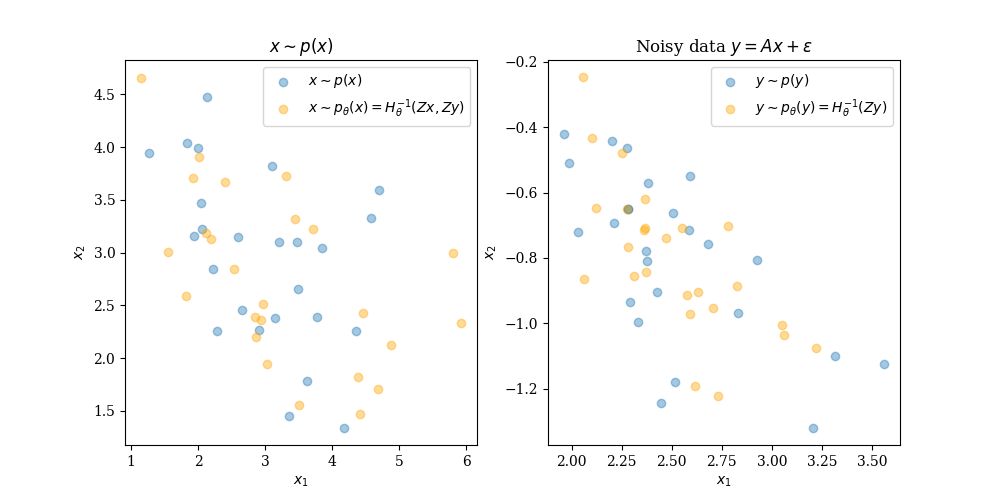 x ∼ p(x)
Noisy data y = Ax + ε
x ∼ p(x)
x ∼ pθ(x) = Hθ⁻¹(Zx, Zy)
y ∼ p(y)
y ∼ pθ(y) = Hθ⁻¹(Zy)
4.5
4.0
3.5
3.0
2.5
2.0
1.5
x₂
1
2
3
4
5
6
x₁
−0.2
−0.4
−0.6
−0.8
−1.0
−1.2
x₂
2.00
2.25
2.50
2.75
3.00
3.25
3.50
x₁